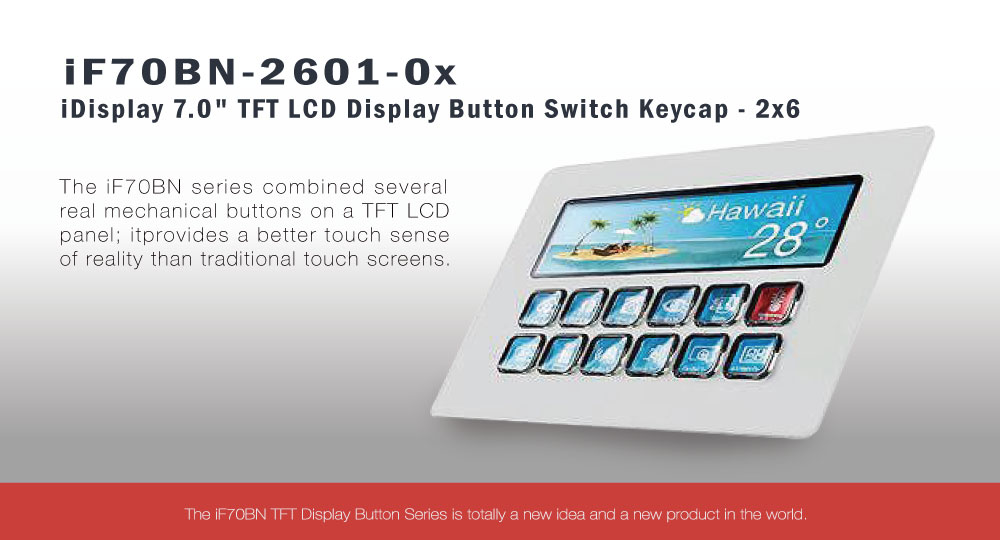 iF70BN-2601-0x
iDisplay 7.0" TFT LCD Display Button Switch Keycap - 2x6
The iF70BN series combined several
real mechanical buttons on a TFT LCD
panel; itprovides a better touch sense
of reality than traditional touch screens.
Hawaii
28°
The iF70BN TFT Display Button Series is totally a new idea and a new product in the world.